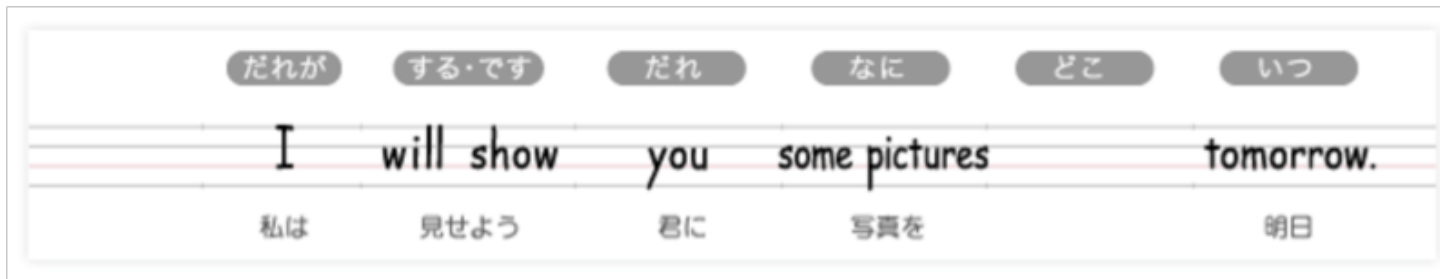 だれが する・です だれ なに どこ いつ
I will show you some pictures tomorrow.
私は 見せよう 君に 写真を 明日